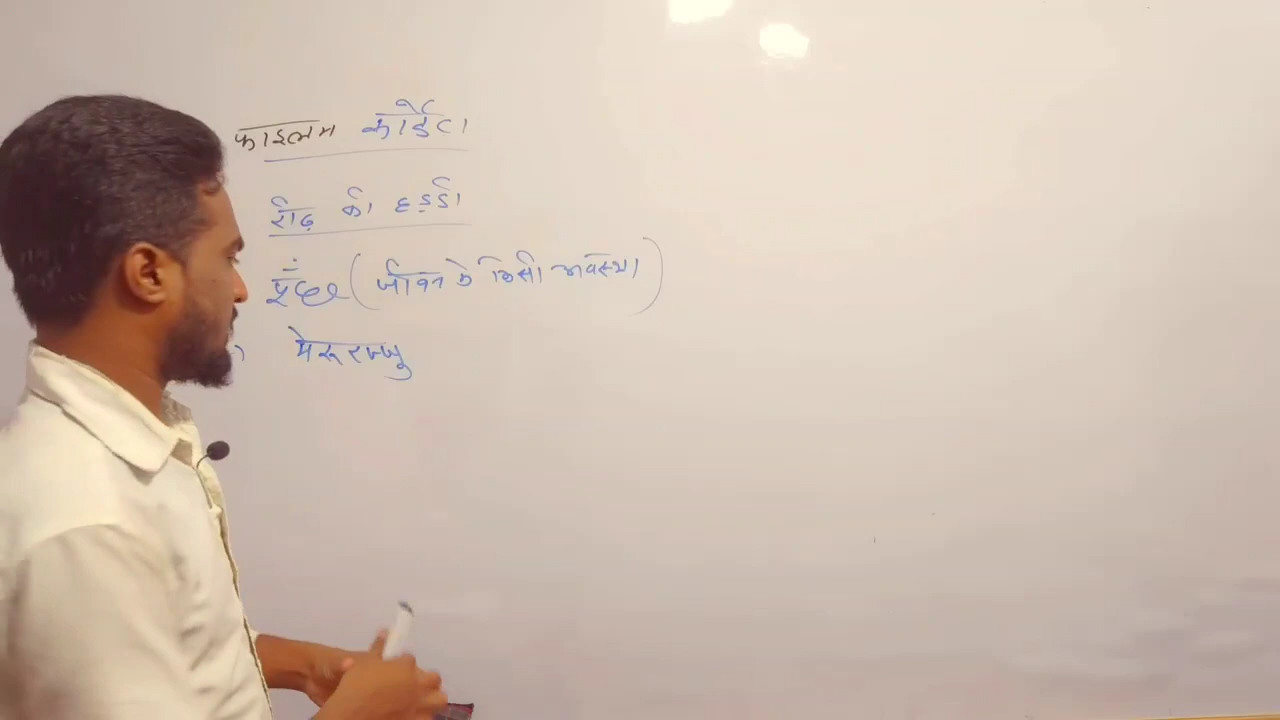 फाइलम कॉर्डेटा
रीढ़ की हड्डी
पूँछ (जीवन के किसी अवस्था)
मेरूरज्जू